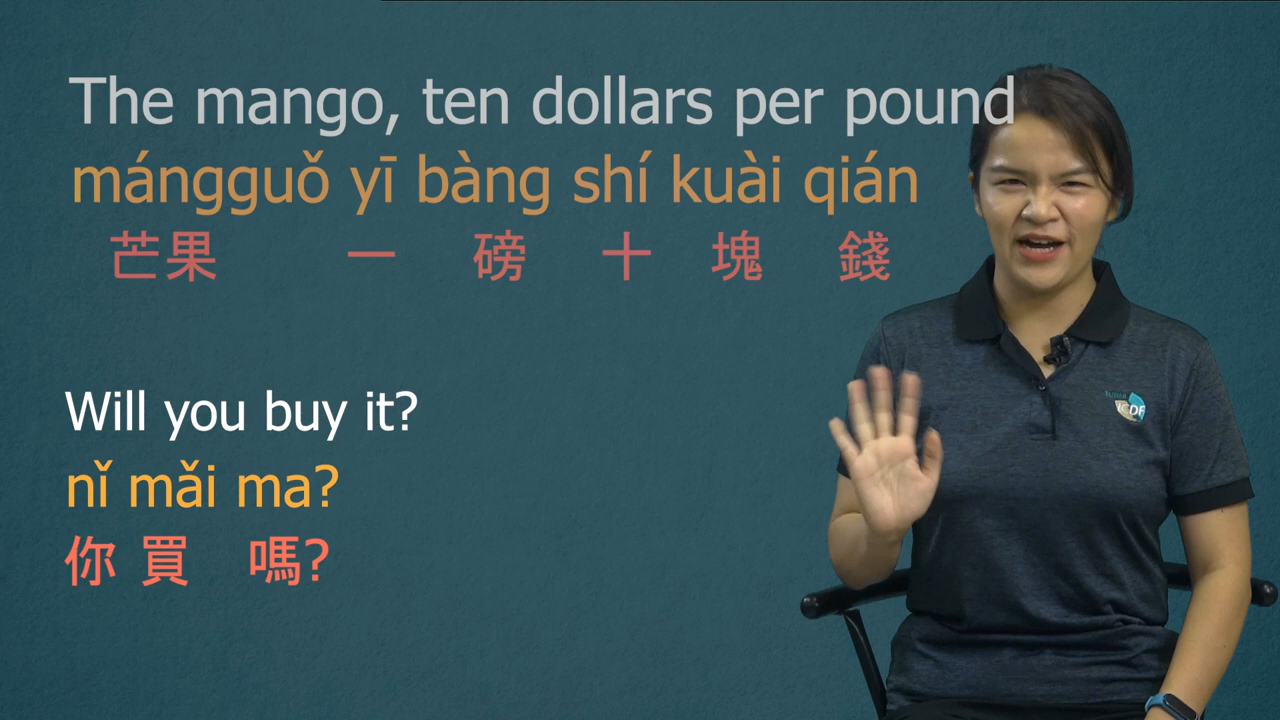 The mango, ten dollars per pound
mángguǒ yī bàng shí kuài qián
芒果 一 磅 十 塊 錢
Will you buy it?
nǐ mǎi ma?
你 買 嗎?
ICDF